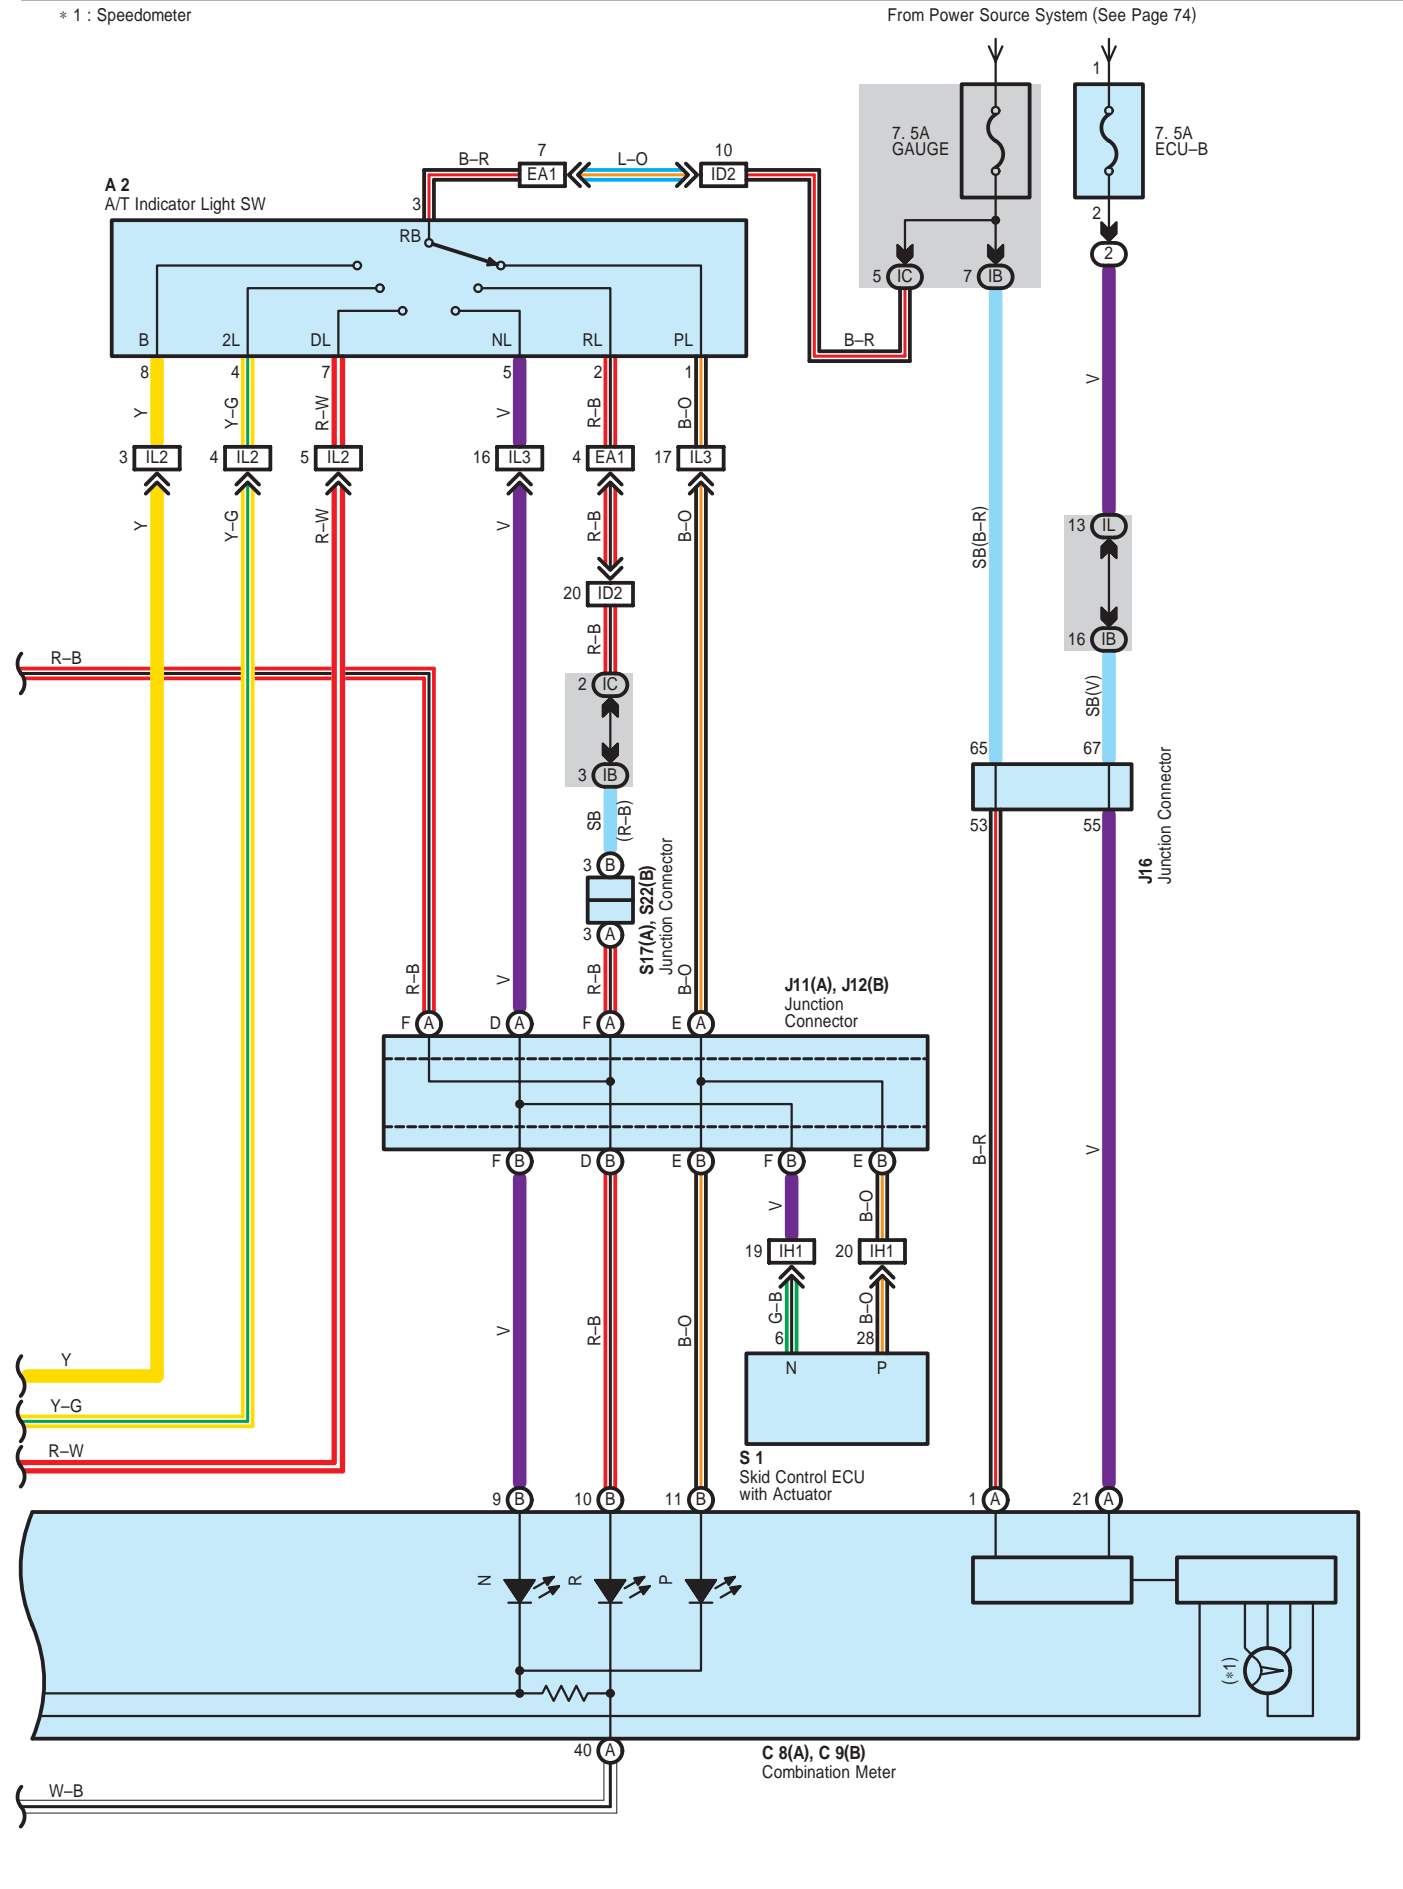 * 1 : Speedometer
From Power Source System (See Page 74)
1
7. 5A
GAUGE
7. 5A
ECU–B
2
2
5 IC
7 IB
B–R
7
EA1
L–O
10
ID2
B–R
A 2
A/T Indicator Light SW
3
RB
B
2L
DL
NL
RL
PL
8
4
7
5
2
1
Y
Y–G
R–W
V
R–B
B–O
V
3 IL2
4 IL2
5 IL2
16 IL3
4 EA1
17 IL3
Y
Y–G
R–W
V
R–B
B–O
SB(B–R)
13 IL
20 ID2
R–B
16 IB
R–B
2 IC
SB(V)
3 IB
65
67
SB
(R–B)
53
55
J16
Junction Connector
3 B
3 A
S17(A), S22(B)
Junction Connector
R–B
V
R–B
B–O
J11(A), J12(B)
Junction
Connector
F A
D A
F A
E A
F B
D B
E B
F B
E B
B–R
V
V
B–O
19 IH1
20 IH1
V
R–B
B–O
G–B
B–O
6
28
N
P
Y
Y–G
R–W
S 1
Skid Control ECU
with Actuator
9 B
10 B
11 B
1 A
21 A
N
R
P
(*1)
40 A
C 8(A), C 9(B)
Combination Meter
W–B